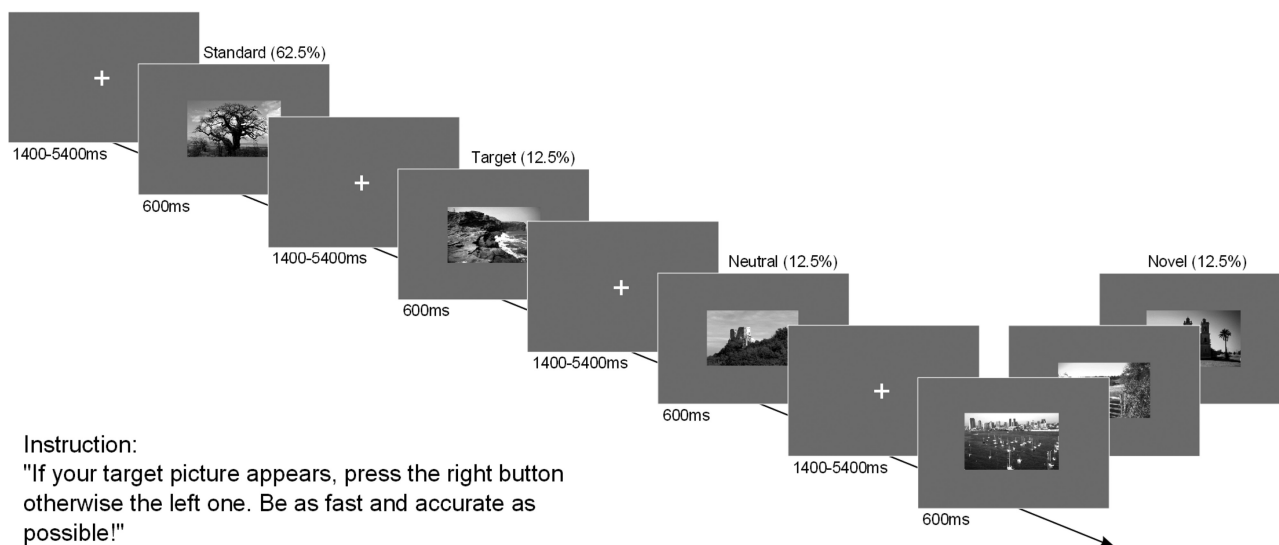 Standard (62.5%)
1400-5400ms
Target (12.5%)
600ms
1400-5400ms
Neutral (12.5%)
Novel (12.5%)
600ms
1400-5400ms
600ms
1400-5400ms
600ms
Instruction:
"If your target picture appears, press the right button
otherwise the left one. Be as fast and accurate as
possible!"